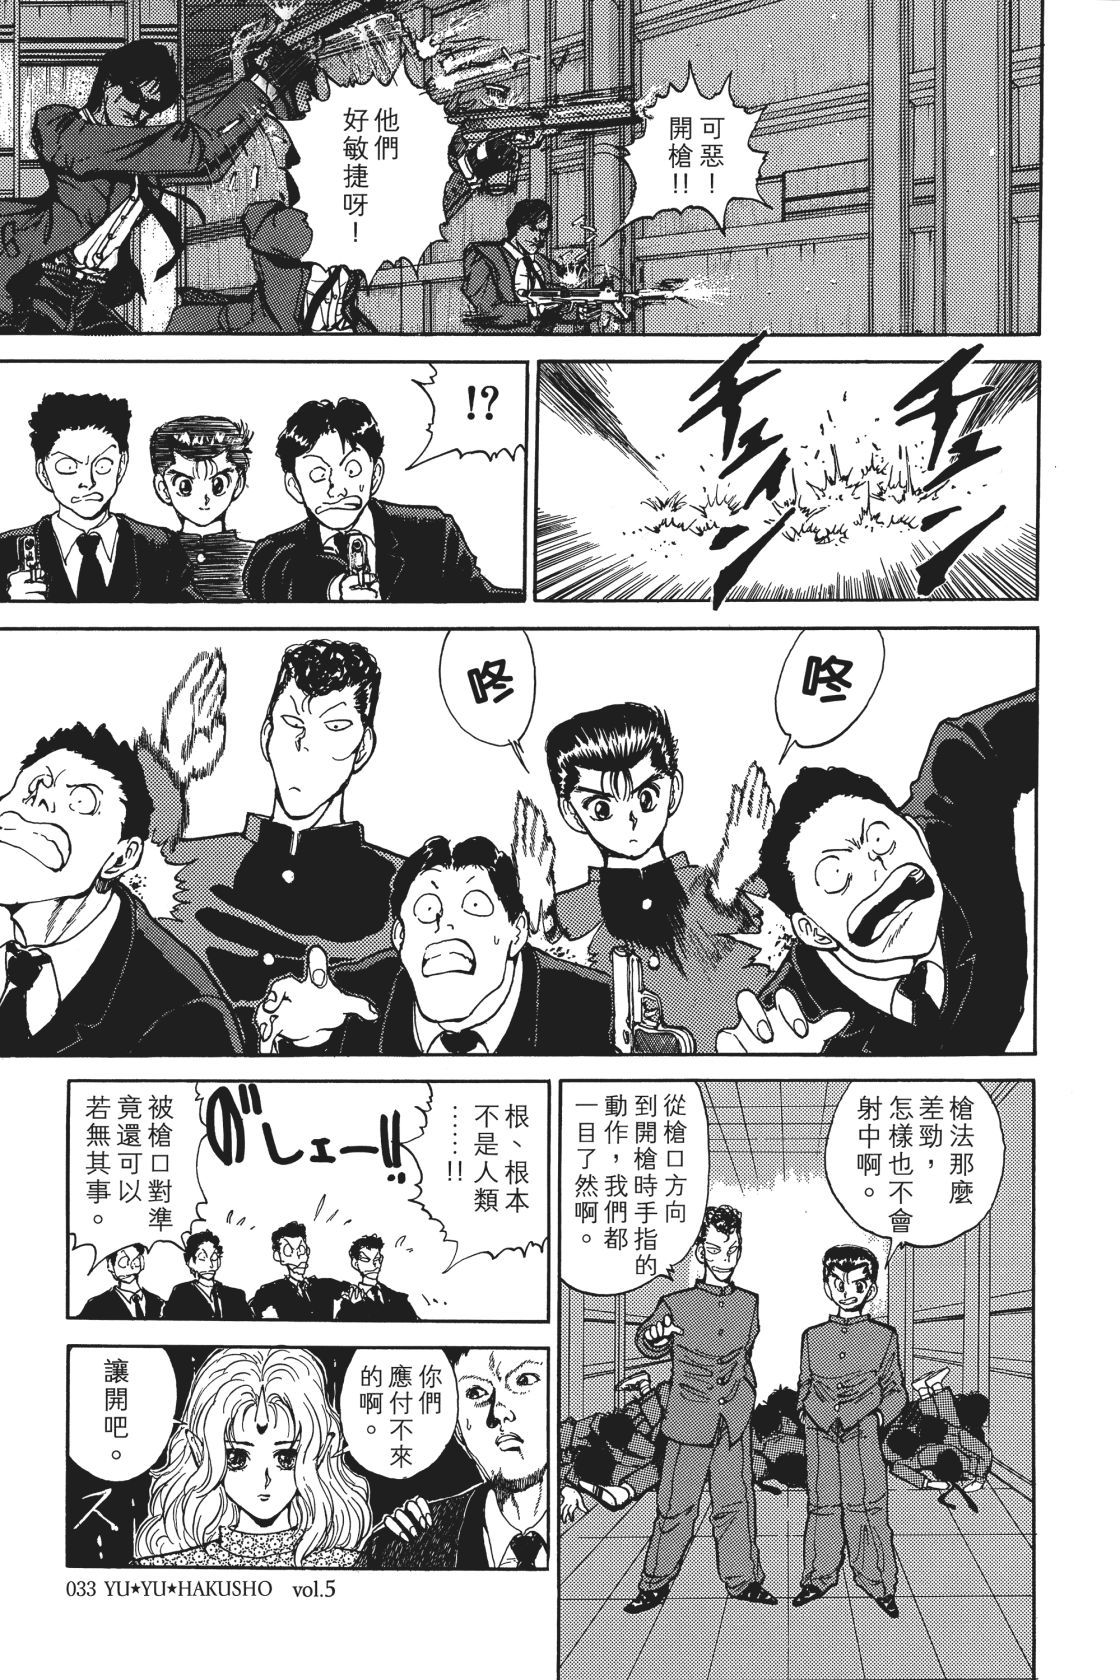 可惡！
開槍!!
他們
好敏捷呀！
チュン
チュン
!?
咚
咚
槍法那麼
差勁，
怎樣也不會
射中啊。
從槍口方向
到開槍時手指的
動作，我們都
一目了然啊。
根、根本
不是人類
……!!
のしェー!!
被槍口對準
竟還可以
若無其事。
你們
應付不來
的啊。
讓開吧。
ス
033 YU★YU★HAKUSHO vol.5